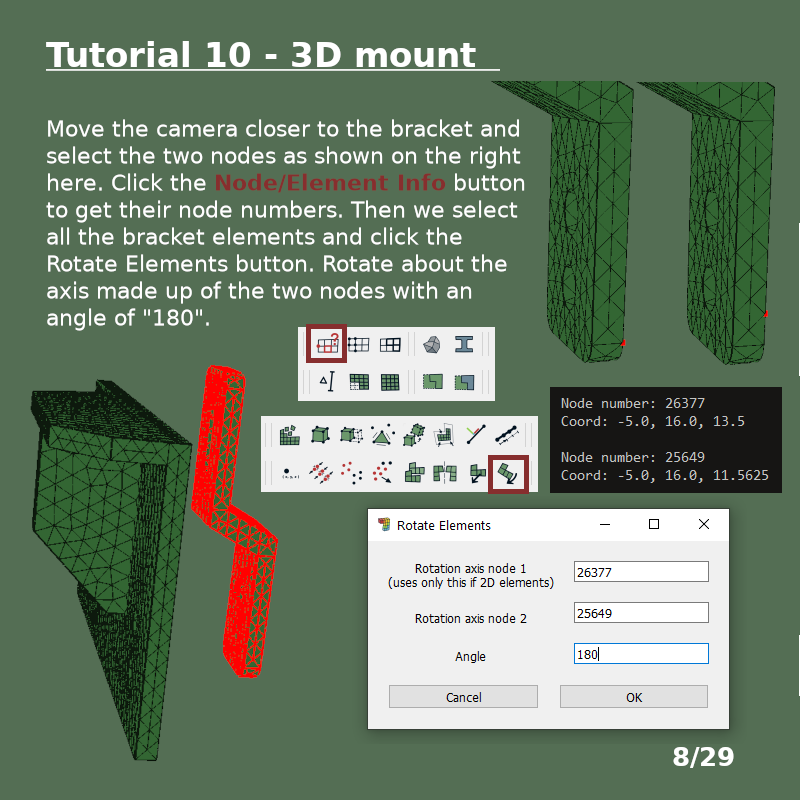 Tutorial 10 - 3D mount
Move the camera closer to the bracket and
select the two nodes as shown on the right
here. Click the Node/Element Info button
to get their node numbers. Then we select
all the bracket elements and click the
Rotate Elements button. Rotate about the
axis made up of the two nodes with an
angle of "180".
Node number: 26377
Coord: -5.0, 16.0, 13.5
Node number: 25649
Coord: -5.0, 16.0, 11.5625
Rotate Elements
Rotation axis node 1
(uses only this if 2D elements)
26377
Rotation axis node 2
25649
Angle
180
Cancel
OK
8/29